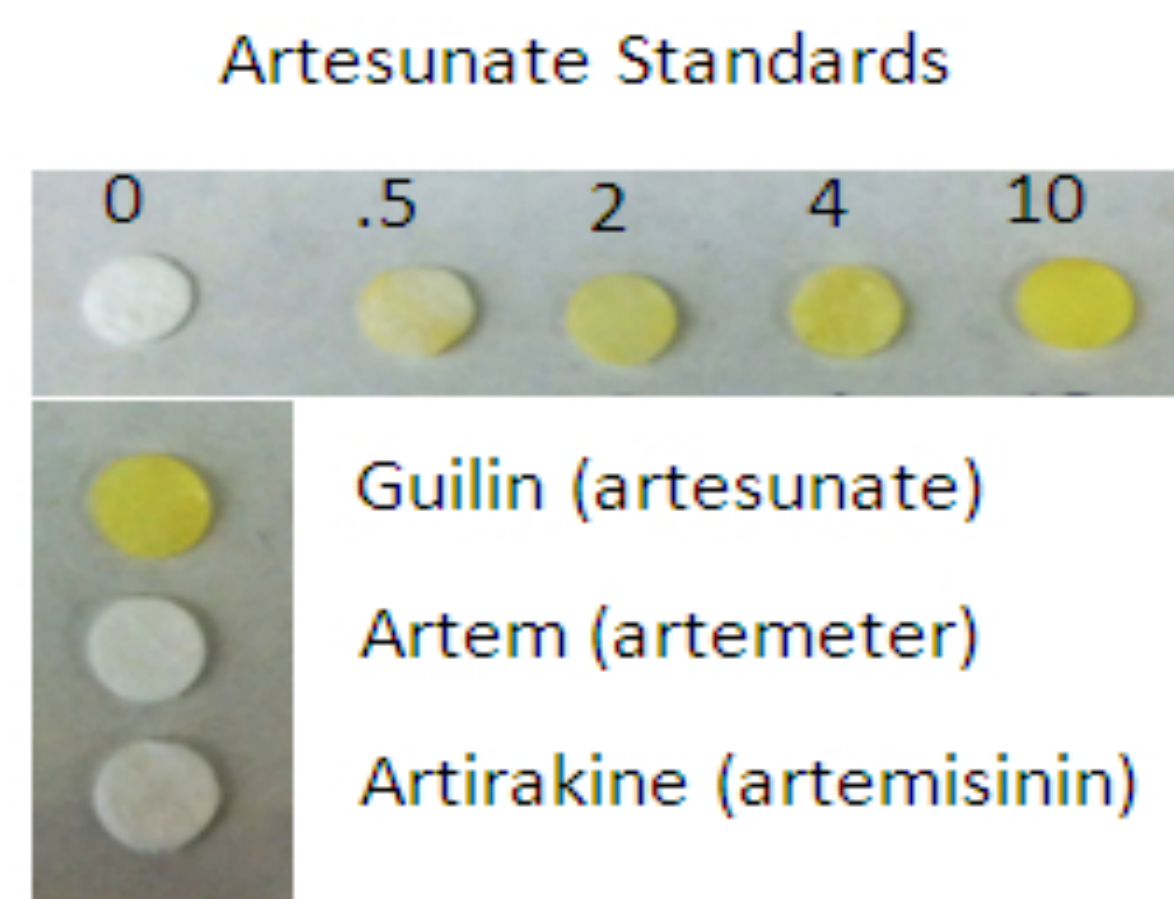 Artesunate Standards
0 .5 2 4 10
Guilin (artesunate)
Artem (artemeter)
Artirakine (artemisinin)